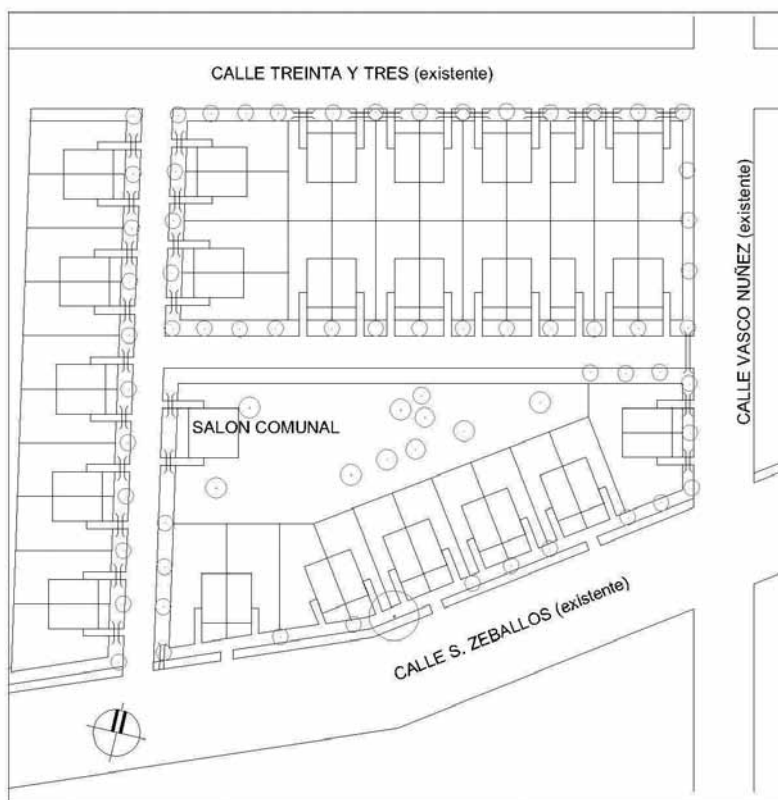 CALLE TREINTA Y TRES (existente)
CALLE VASCO NUÑEZ (existente)
SALON COMUNAL
CALLE S. ZEBALLOS (existente)